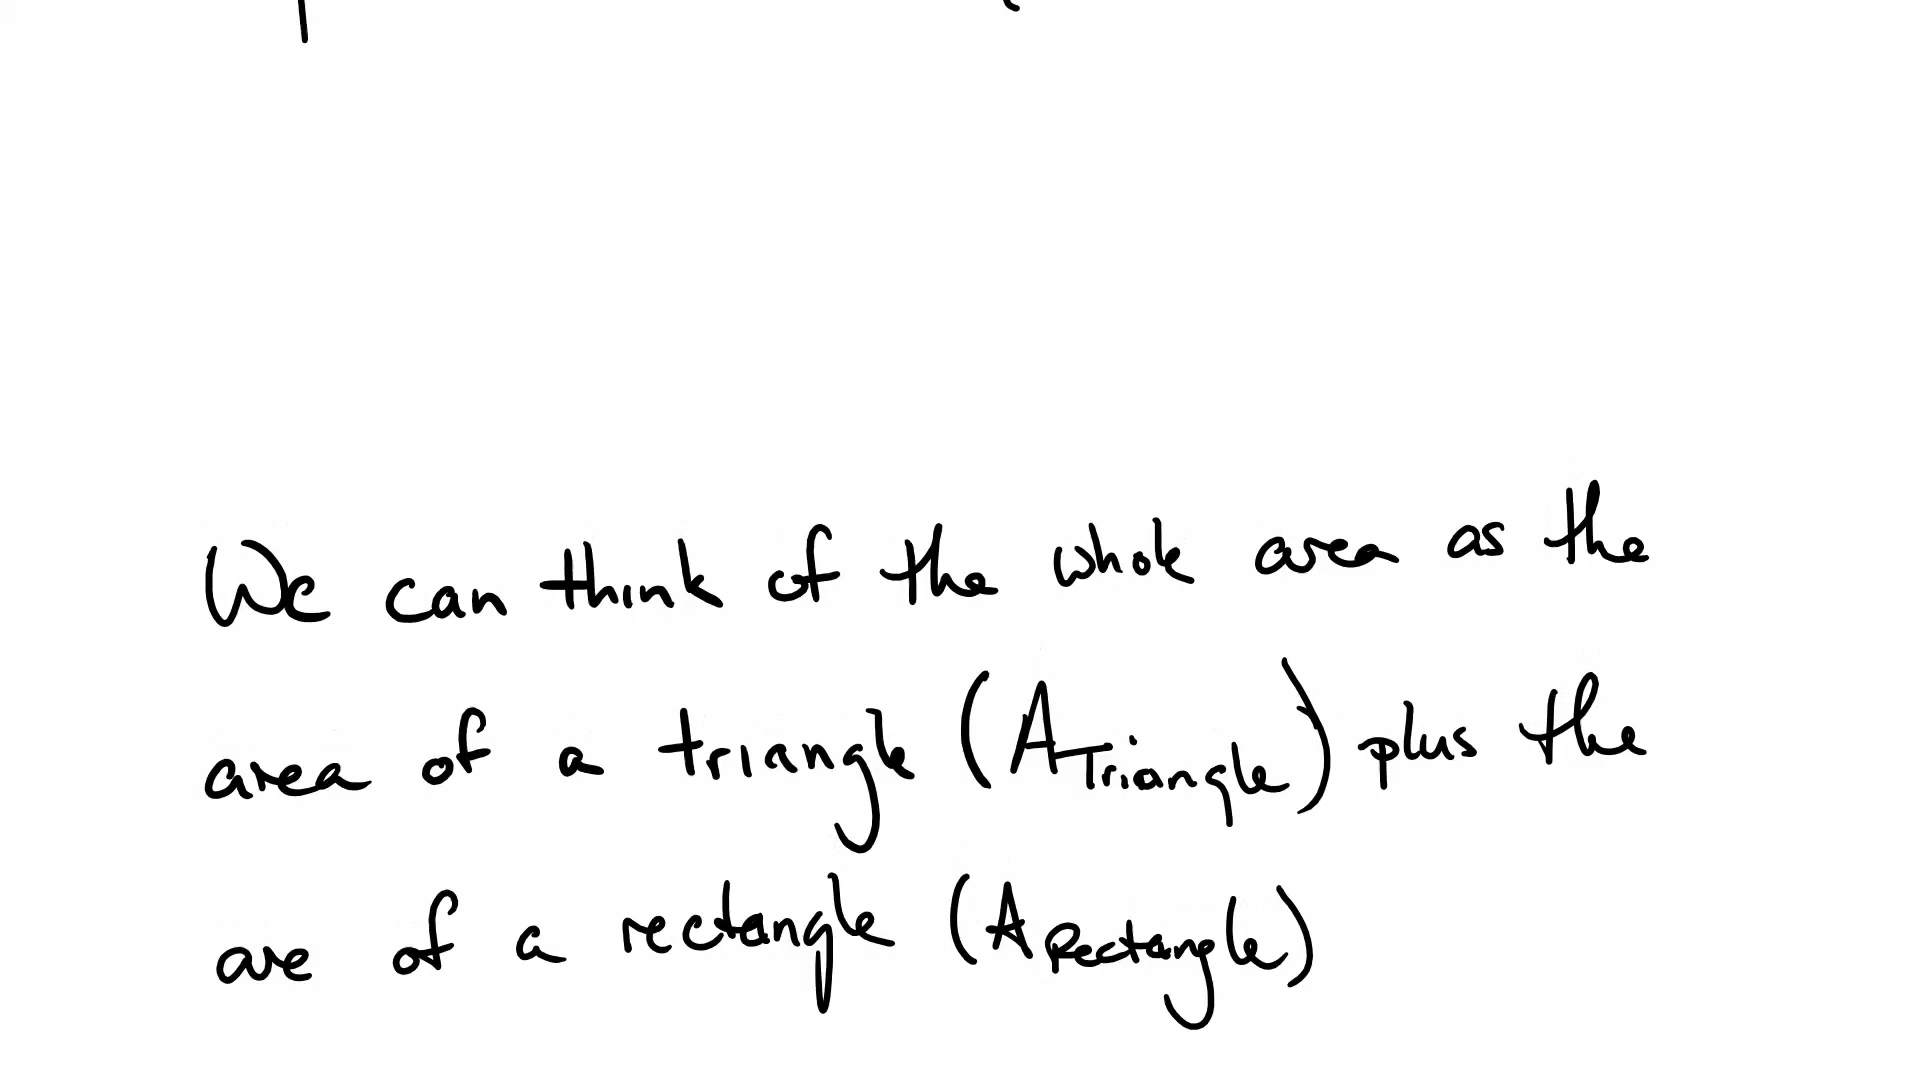 We can think of the whole area as the
area of a triangle (A_Triangle) plus the
are of a rectangle (A_Rectangle)